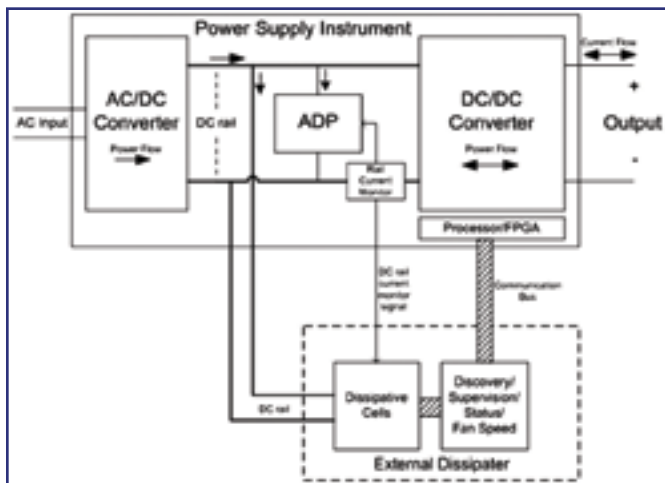 Power Supply Instrument
Current Flow
AC/DC
Converter
Power Flow
AC Input
DC rail
ADP
Rail
Current
Monitor
DC/DC
Converter
Power Flow
+
Output
-
Processor/FPGA
DC rail
current
monitor
signal
Communication
Bus
DC rail
Dissipative
Cells
Discovery/
Supervision/
Status/
Fan Speed
External Dissipater